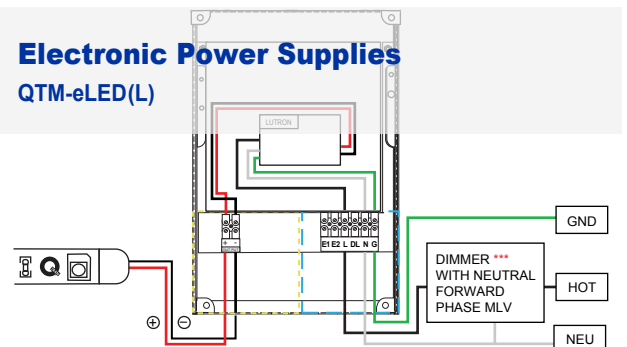 Electronic Power Supplies
QTM-eLED(L)
LUTRON
E1 E2 L DL N G
+ -
GND
DIMMER ***
WITH NEUTRAL
FORWARD
PHASE MLV
HOT
NEU
Q
+ -